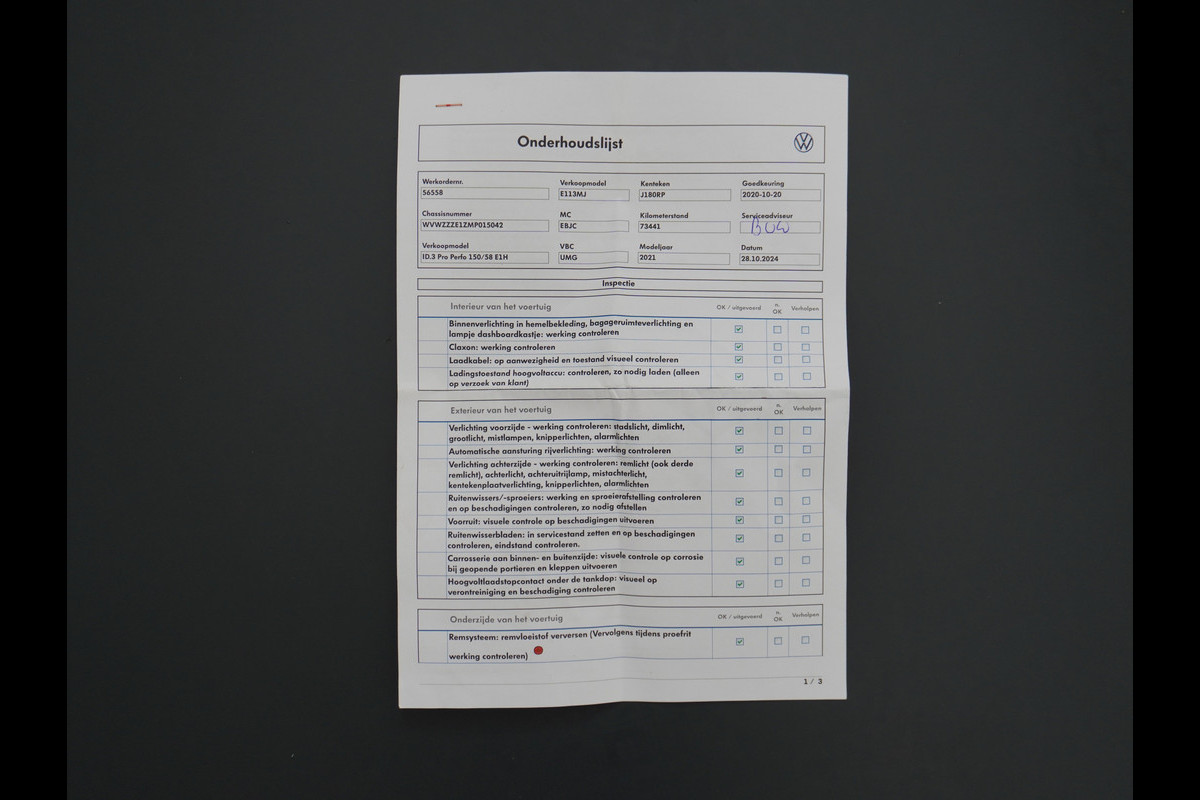 Onderhoudslijst
Werkordernr. Verkoopmodel Kenteken Goedkeuring
56558 E113MJ J180RP 2020-10-20
Chassisnummer MC Kilometerstand Serviceadviseur
WVWZZZE1ZMP015042 EBJC 73441
Verkoopmodel VBC Modeljaar Datum
ID.3 Pro Perfo 150/58 E1H UMG 2021 28.10.2024
Inspectie
Interieur van het voertuig OK / uitgevoerd n. OK Verholpen
Binnenverlichting in hemelbekleding, bagageruimteverlichting en
lampje dashboardkastje: werking controleren
Claxon: werking controleren
Laadkabel: op aanwezigheid en toestand visueel controleren
Ladingstoestand hoogvoltaccu: controleren, zo nodig laden (alleen
op verzoek van klant)
Exterieur van het voertuig OK / uitgevoerd n. OK Verholpen
Verlichting voorzijde - werking controleren: stadslicht, dimlicht,
grootlicht, mistlampen, knipperlichten, alarmlichten
Automatische aansturing rijverlichting: werking controleren
Verlichting achterzijde - werking controleren: remlicht (ook derde
remlicht), achterlicht, achteruitrijlamp, mistachterlicht,
kentekenplaatverlichting, knipperlichten, alarmlichten
Ruitenwissers/-sproeiers: werking en sproeierafstelling controleren
en op beschadigingen controleren, zo nodig afstellen
Voorruit: visuele controle op beschadigingen uitvoeren
Ruitenwisserbladen: in servicestand zetten en op beschadigingen
controleren, eindstand controleren.
Carrosserie aan binnen- en buitenzijde: visuele controle op corrosie
bij geopende portieren en kleppen uitvoeren
Hoogvoltlaadstopcontact onder de tankdop: visueel op
verontreiniging en beschadiging controleren
Onderzijde van het voertuig OK / uitgevoerd n. OK Verholpen
Remsysteem: remvloeistof verversen (Vervolgens tijdens proefrit
werking controleren)
1 / 3